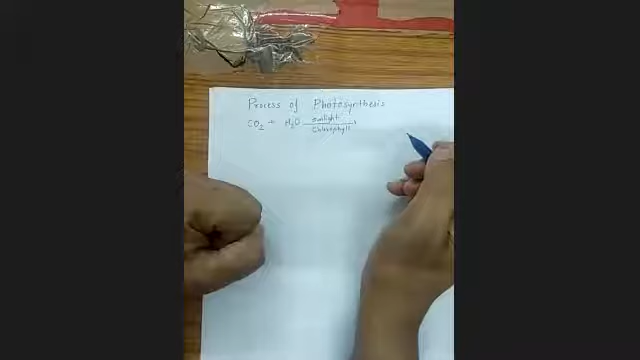 Process of Photosynthesis
CO₂ + H₂O sunlight
Chlorophyll